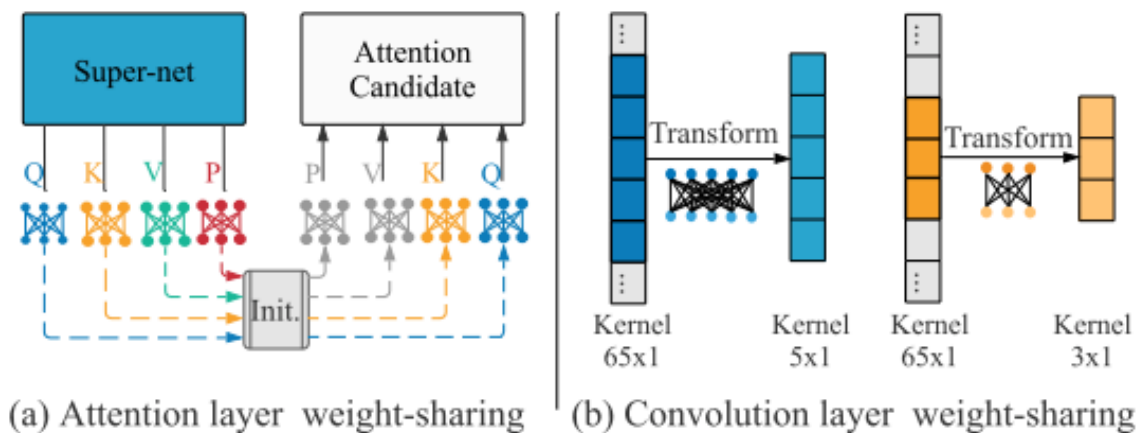 Super-net
Attention
Candidate
Q K V P
P V K Q
Init.
(a) Attention layer weight-sharing
⋮
⋮
Transform
Transform
⋮
⋮
Kernel
65x1
Kernel
5x1
Kernel
65x1
Kernel
3x1
(b) Convolution layer weight-sharing